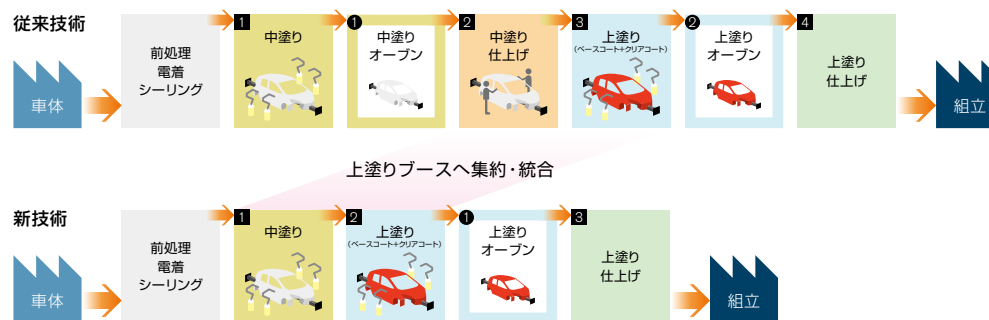 従来技術
車体
前処理
電着
シーリング
1
中塗り
1
中塗り
オーブン
2
中塗り
仕上げ
3
上塗り
(ベースコート+クリアコート)
2
上塗り
オーブン
4
上塗り
仕上げ
組立
上塗りブースへ集約・統合
新技術
車体
前処理
電着
シーリング
1
中塗り
2
上塗り
(ベースコート+クリアコート)
1
上塗り
オーブン
3
上塗り
仕上げ
組立